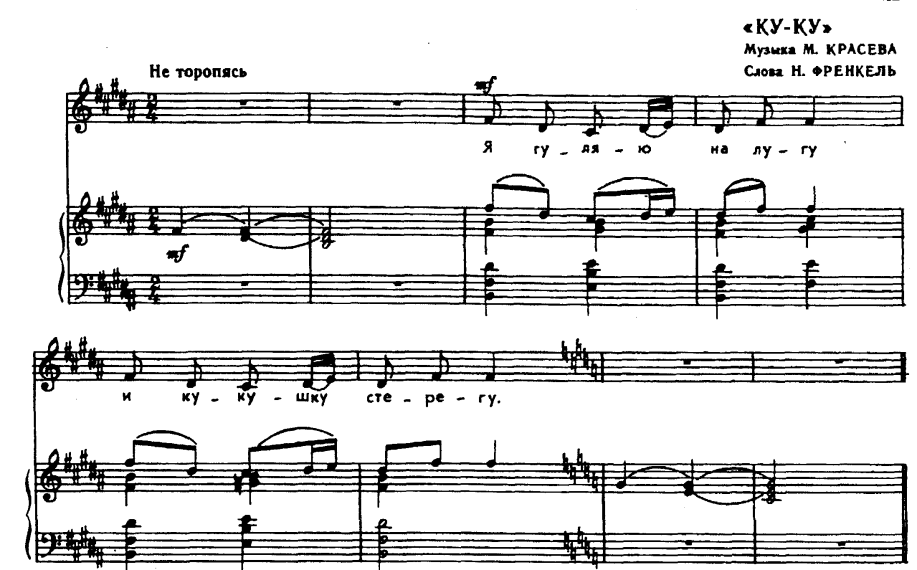 «КУ-КУ»
Музыка М. КРАСЕВА
Слова Н. ФРЕНКЕЛЬ
Не торопясь
mf
Я гу-ля-ю на лу-гу
mf
и ку-ку-шку сте-ре-гу.